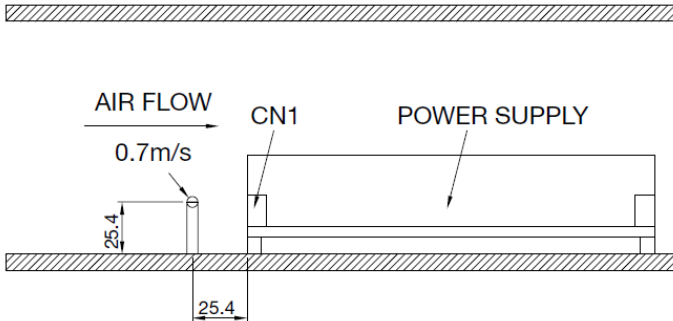 AIR FLOW
CN1
POWER SUPPLY
0.7m/s
25.4
25.4